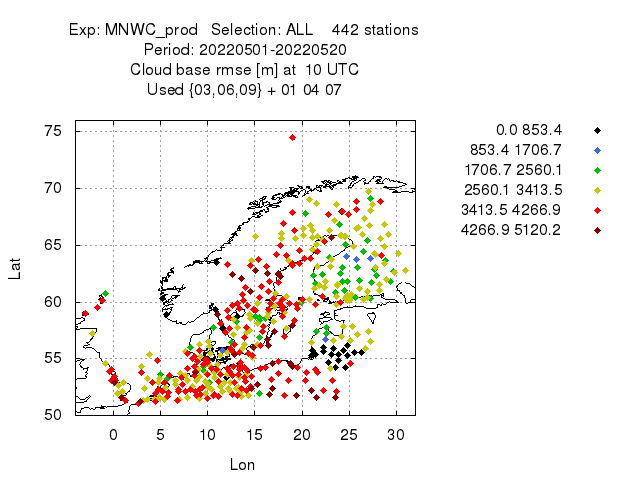 Exp: MNWC_prod   Selection: ALL    442 stations
Period: 20220501-20220520
Cloud base rmse [m] at  10 UTC
Used {03,06,09} + 01 04 07
0.0 853.4
853.4 1706.7
1706.7 2560.1
2560.1 3413.5
3413.5 4266.9
4266.9 5120.2
75
70
65
60
55
50
Lat
0 5 10 15 20 25 30
Lon